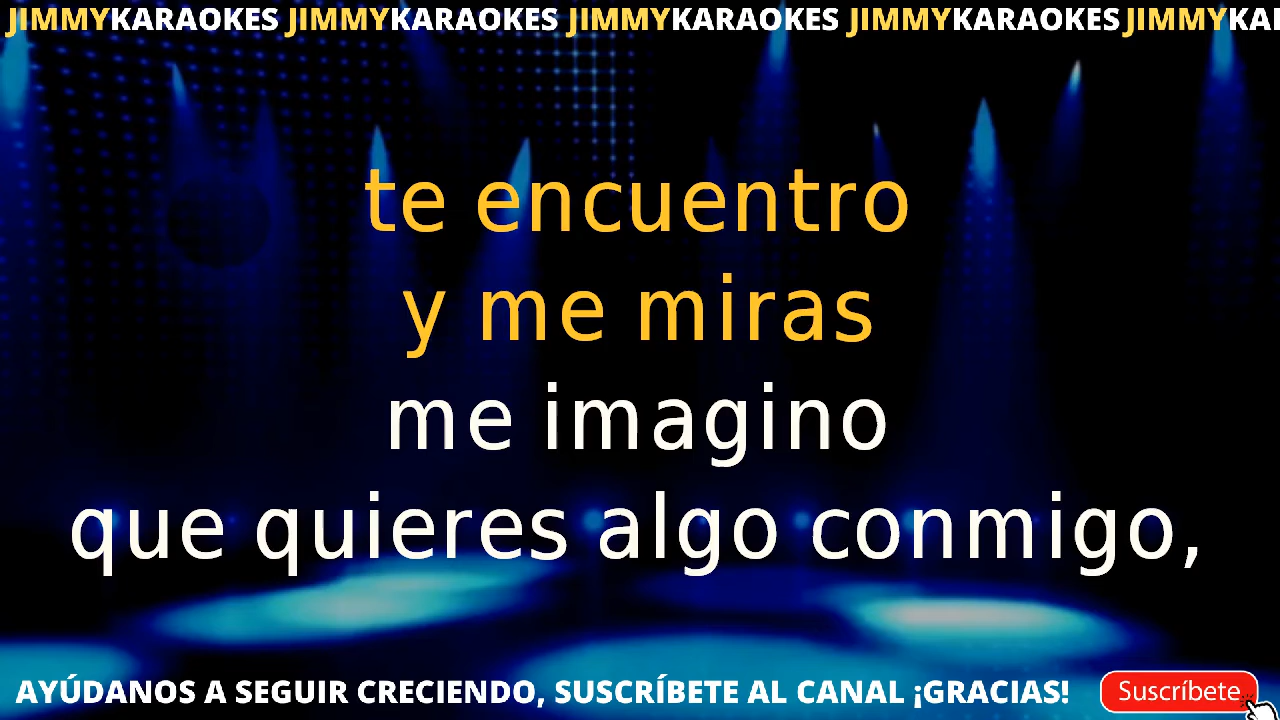 JIMMYKARAOKES JIMMYKARAOKES JIMMYKARAOKES JIMMYKARAOKES JIMMYKAI
te encuentro
y me miras
me imagino
que quieres algo conmigo,
AYÚDANOS A SEGUIR CRECIENDO, SUSCRÍBETE AL CANAL ¡GRACIAS! Suscríbete